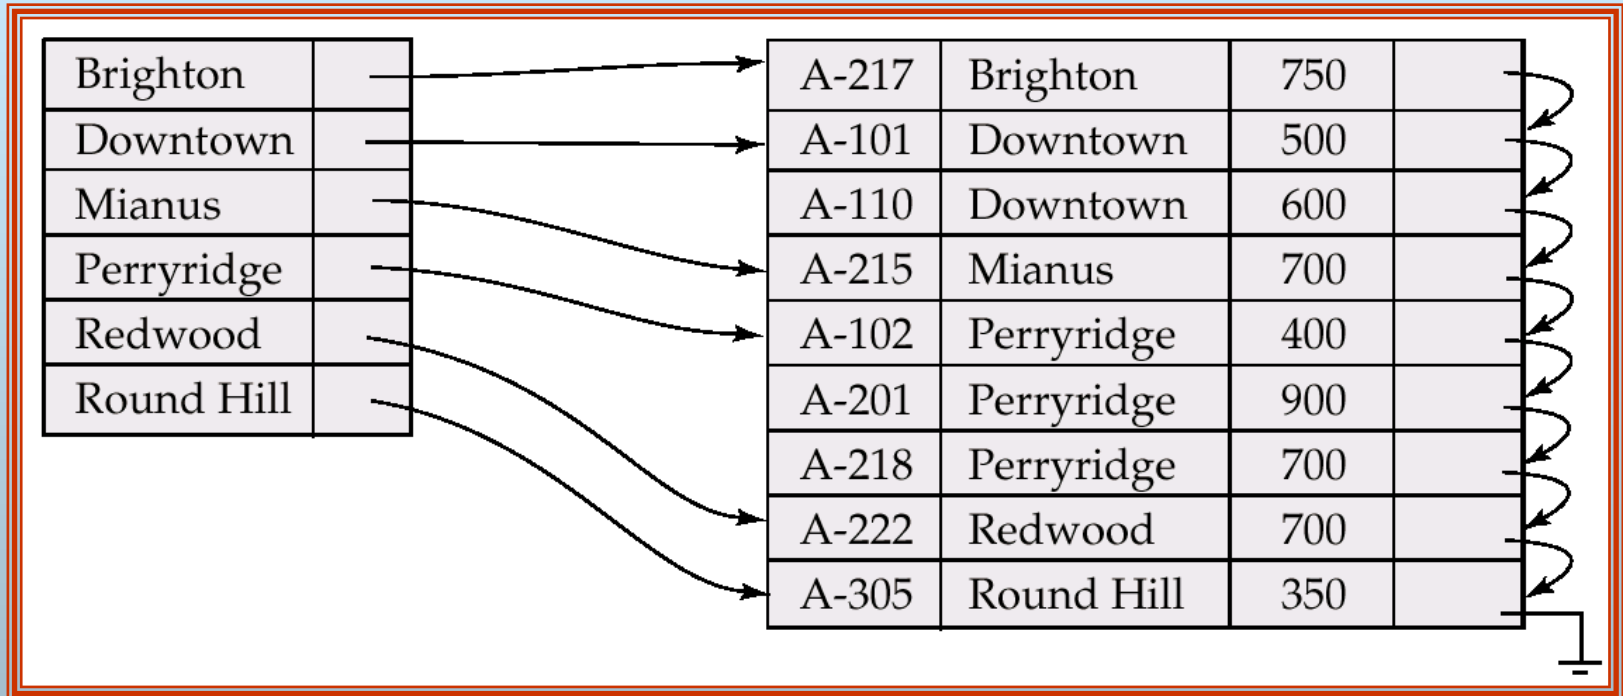 Brighton
Downtown
Mianus
Perryridge
Redwood
Round Hill
A-217 Brighton 750
A-101 Downtown 500
A-110 Downtown 600
A-215 Mianus 700
A-102 Perryridge 400
A-201 Perryridge 900
A-218 Perryridge 700
A-222 Redwood 700
A-305 Round Hill 350